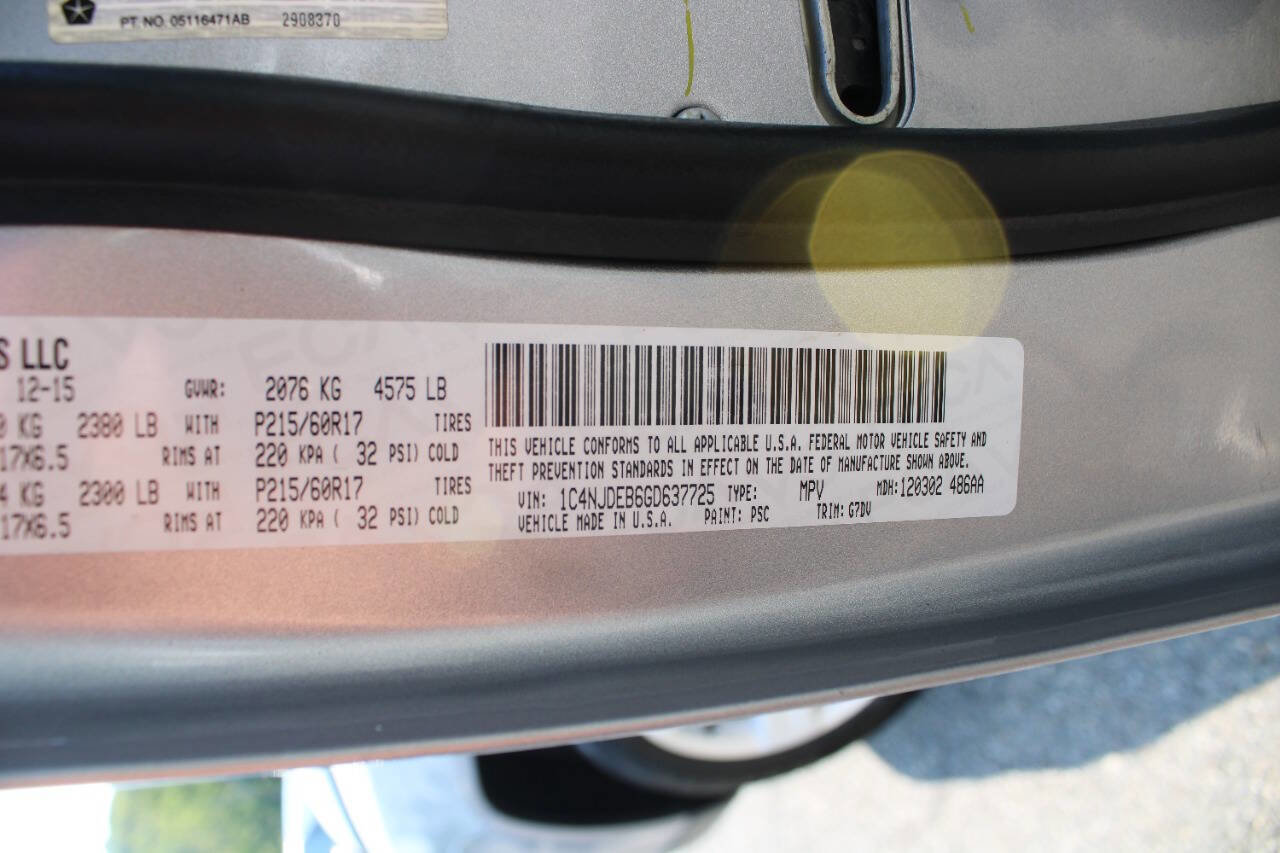 PT. NO. 05116471AB 2908370
S LLC
12-15 GVWR: 2076 KG 4575 LB
0 KG 2380 LB WITH P215/60R17 TIRES
17X6.5 RIMS AT 220 KPA ( 32 PSI) COLD
4 KG 2300 LB WITH P215/60R17 TIRES
17X6.5 RIMS AT 220 KPA ( 32 PSI) COLD
THIS VEHICLE CONFORMS TO ALL APPLICABLE U.S.A. FEDERAL MOTOR VEHICLE SAFETY AND
THEFT PREVENTION STANDARDS IN EFFECT ON THE DATE OF MANUFACTURE SHOWN ABOVE.
VIN: 1C4NJDEB6GD637725 TYPE: MPV MDH: 120302 486AA
VEHICLE MADE IN U.S.A. PAINT: PSC TRIM: G7DV